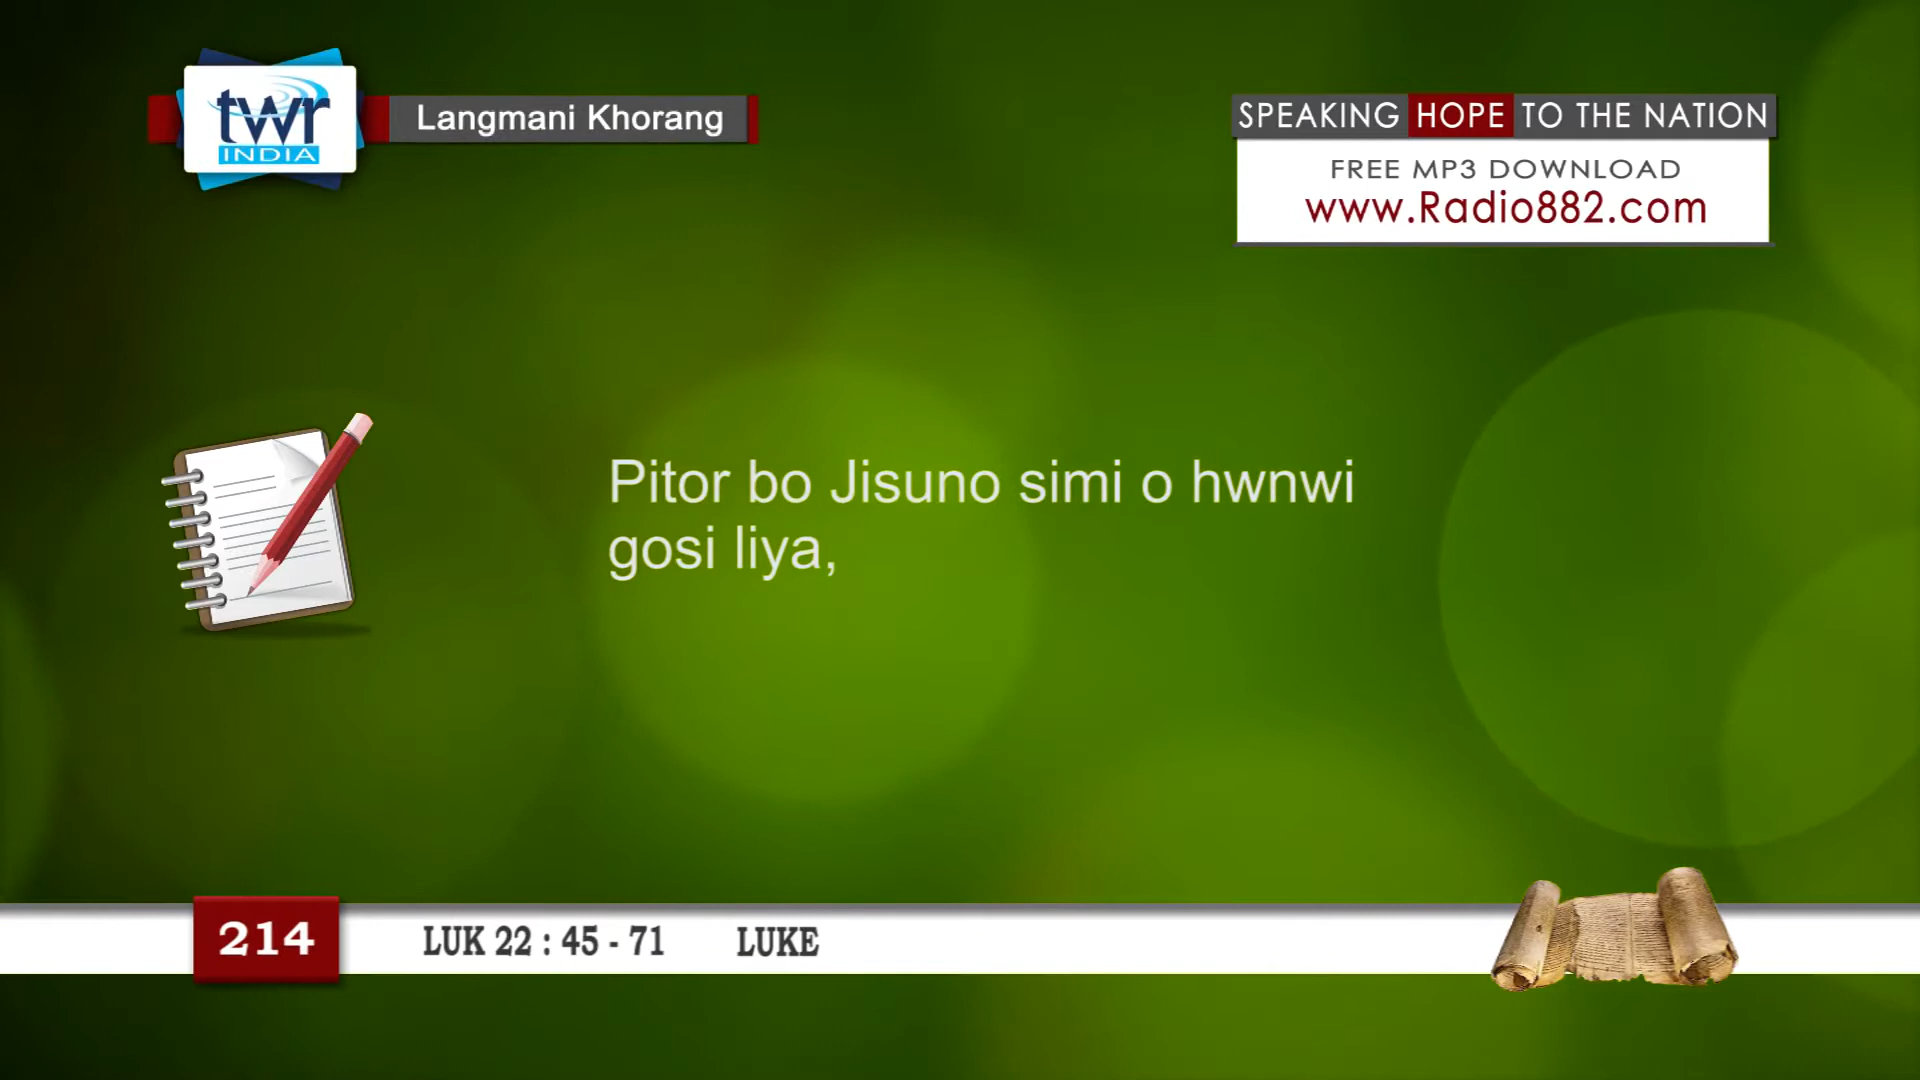 twr
INDIA
Langmani Khorang
SPEAKING HOPE TO THE NATION
FREE MP3 DOWNLOAD
www.Radio882.com
Pitor bo Jisuno simi o hwnwi
gosi liya,
214
LUK 22 : 45 - 71
LUKE